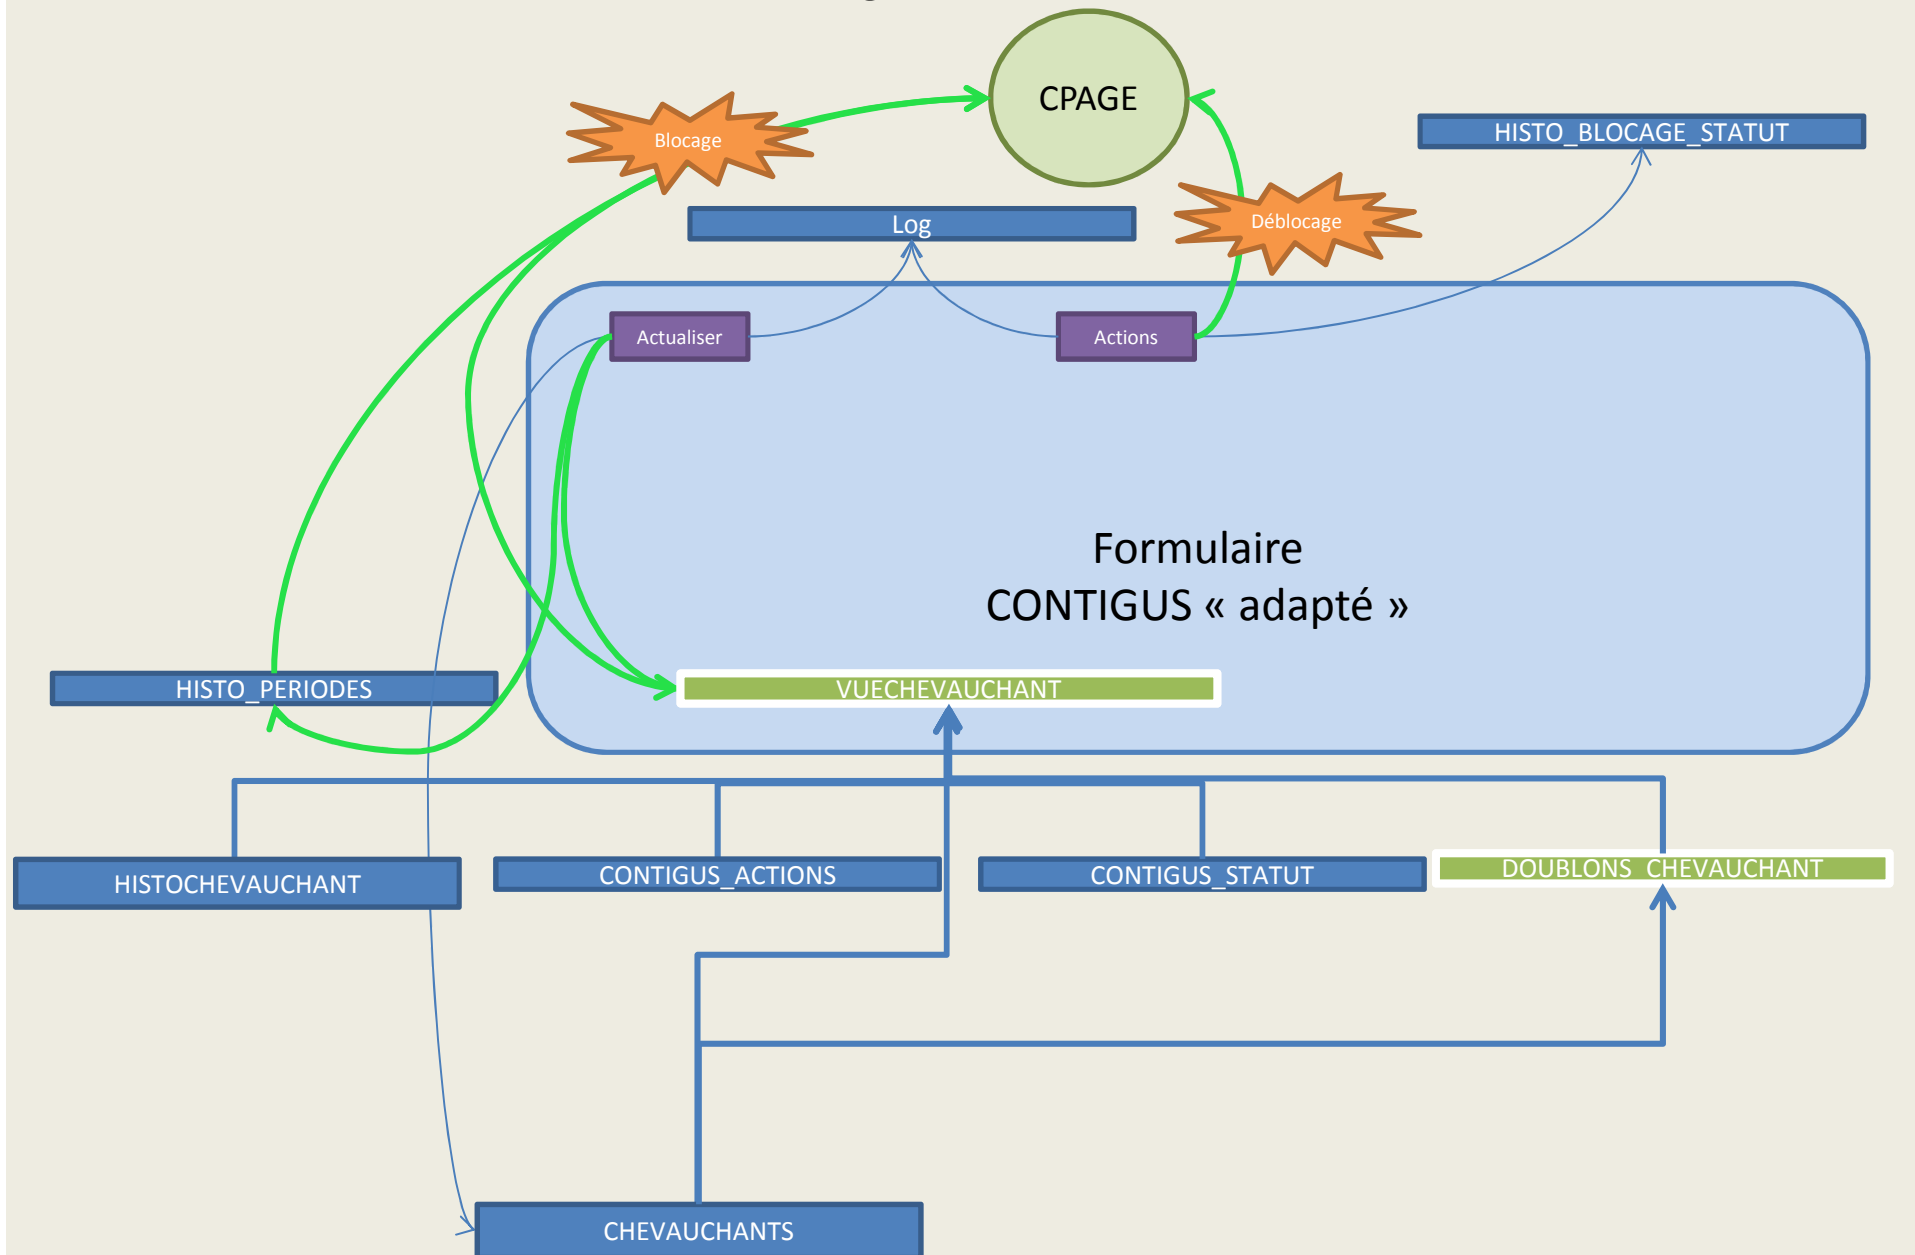 CPAGE
Blocage
HISTO_BLOCAGE_STATUT
Log
Déblocage
Actualiser
Actions
Formulaire
CONTIGUS « adapté »
HISTO_PERIODES
VUECHEVAUCHANT
HISTOCHEVAUCHANT
CONTIGUS_ACTIONS
CONTIGUS_STATUT
DOUBLONS_CHEVAUCHANT
CHEVAUCHANTS